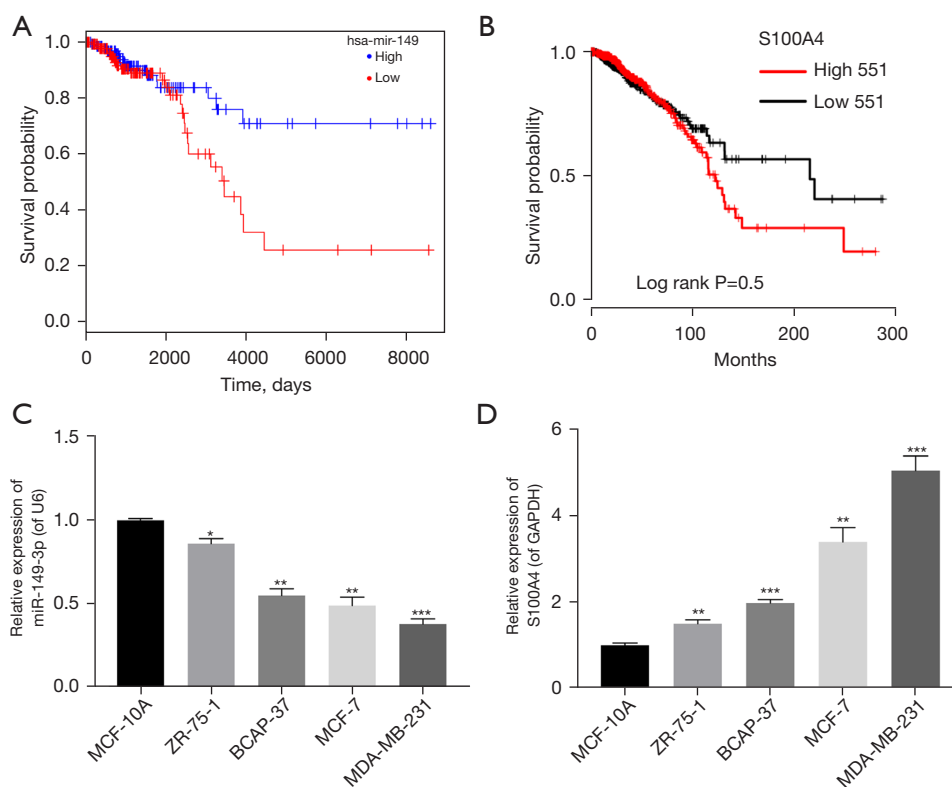 A
hsa-mir-149
High
Low
Survival probability
1.0
0.8
0.6
0.4
0.2
0.0
0
2000
4000
6000
8000
Time, days
B
S100A4
High 551
Low 551
Survival probability
1.0
0.5
0.0
Log rank P=0.5
0
100
200
300
Months
C
Relative expression of
miR-149-3p (of U6)
1.5
1.0
0.5
0.0
*
**
**
***
MCF-10A
ZR-75-1
BCAP-37
MCF-7
MDA-MB-231
D
Relative expression of
S100A4 (of GAPDH)
6
4
2
0
**
***
**
***
MCF-10A
ZR-75-1
BCAP-37
MCF-7
MDA-MB-231